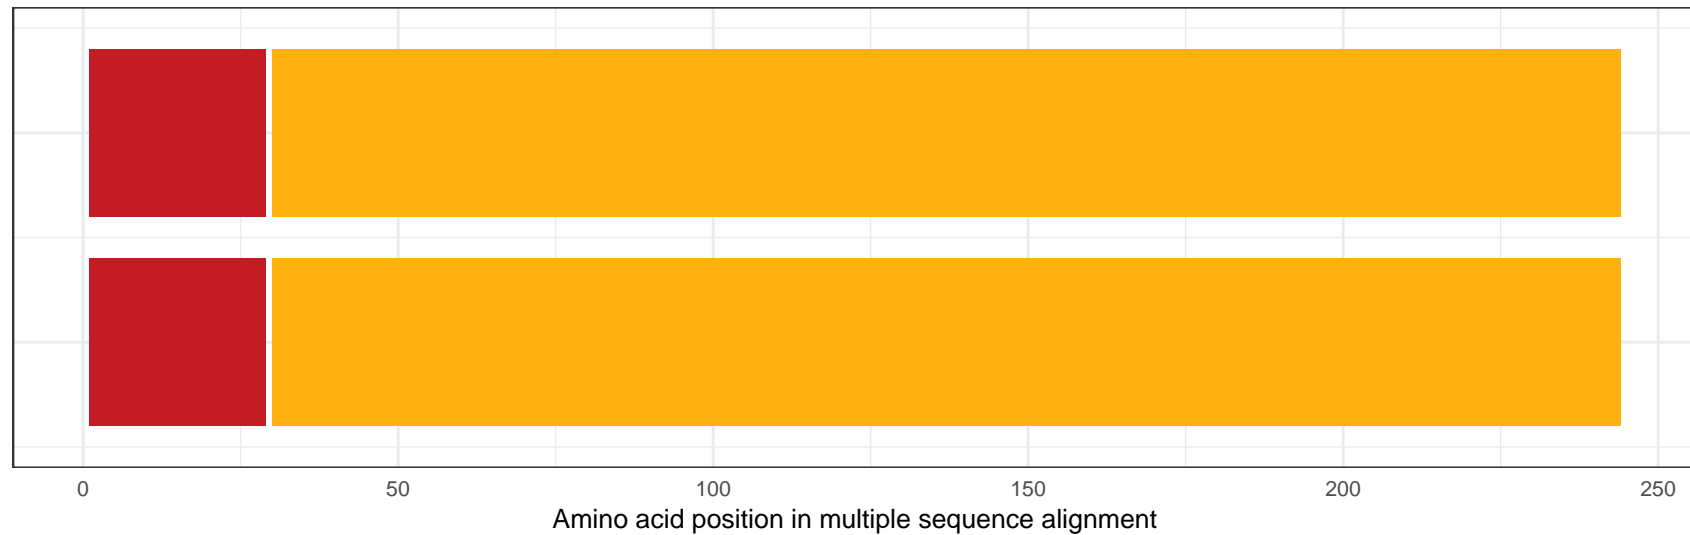 0 50 100 150 200 250
Amino acid position in multiple sequence alignment